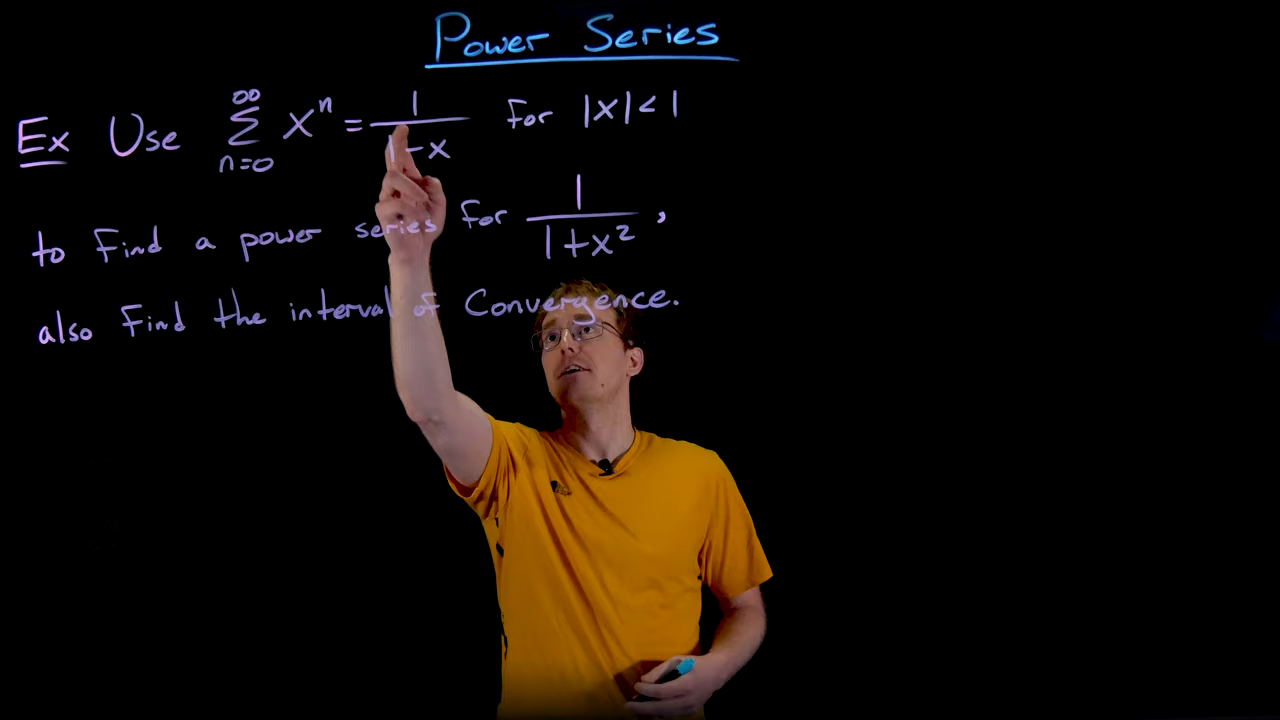 Power Series
Ex Use ∞ Σ n=0 xⁿ = 1/(1-x) for |x| < 1
to find a power series for 1/(1+x²),
also find the interval of Convergence.